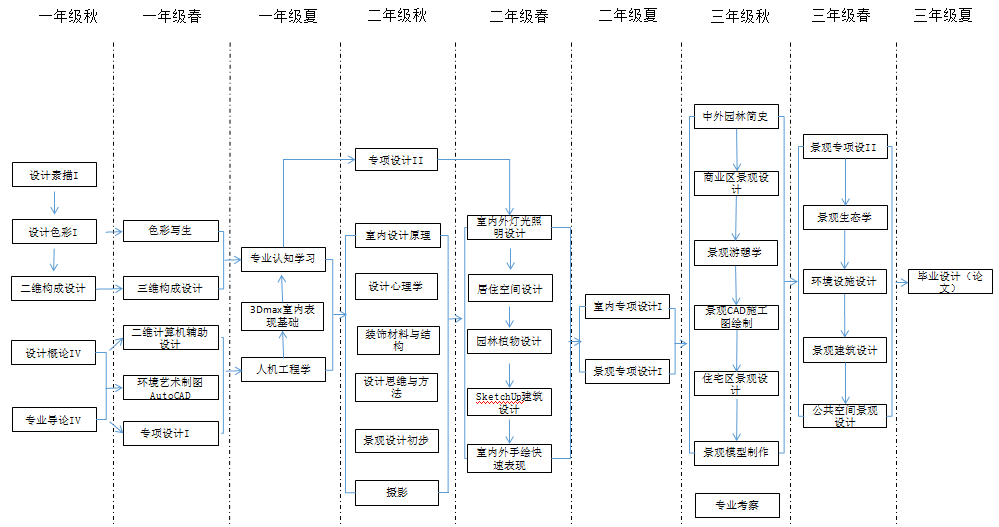 一年级秋
一年级春
一年级夏
二年级秋
二年级春
二年级夏
三年级秋
三年级春
三年级夏
设计素描I
设计色彩I
二维构成设计
设计概论IV
专业导论IV
色彩写生
三维构成设计
二维计算机辅助
设计
环境艺术制图
AutoCAD
专项设计I
专业认知学习
3Dmax室内表
现基础
人机工程学
专项设计II
室内设计原理
设计心理学
装饰材料与结
构
设计思维与方
法
景观设计初步
摄影
室内外灯光照
明设计
居住空间设计
园林植物设计
SketchUp建筑
设计
室内外手绘快
速表现
室内专项设计I
景观专项设计I
中外园林简史
商业区景观设
计
景观游憩学
景观CAD施工
图绘制
住宅区景观设
计
景观模型制作
专业考察
景观专项设II
景观生态学
环境设施设计
景观建筑设计
公共空间景观
设计
毕业设计（论
文）